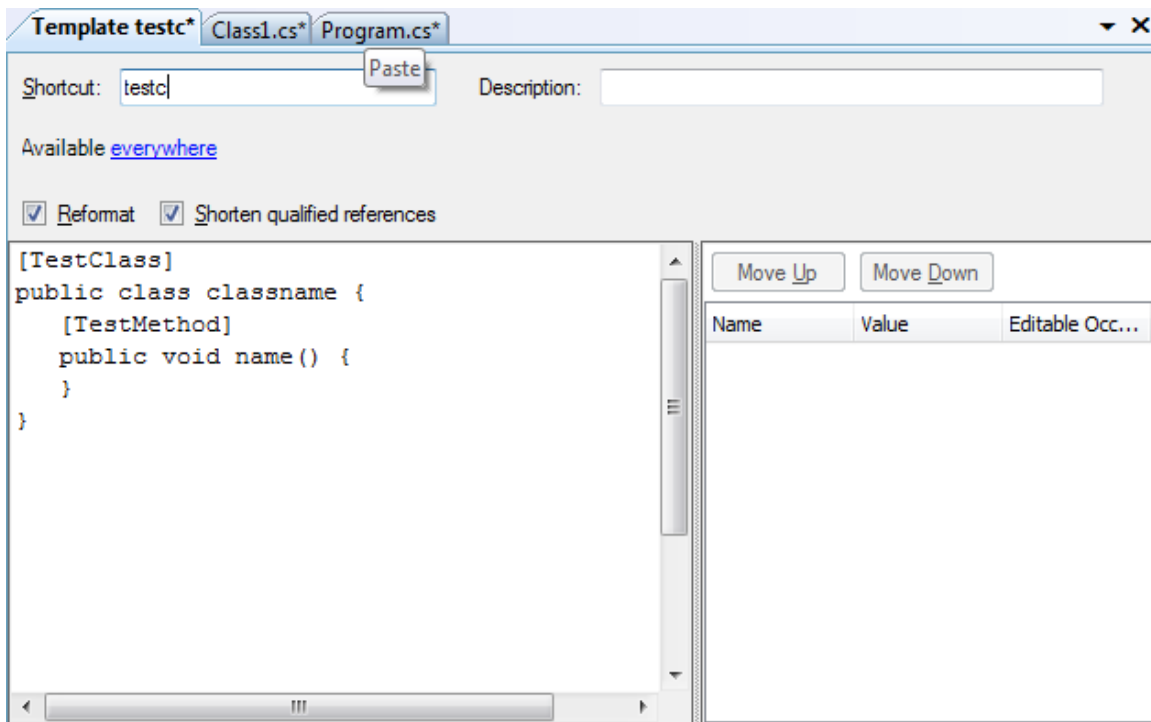 Template testc* Class1.cs* Program.cs*
Paste
Shortcut: testc Description:
Available everywhere
Reformat Shorten qualified references
Move Up Move Down
Name Value Editable Occ...
[TestClass]
public class classname {
[TestMethod]
public void name() {
}
}